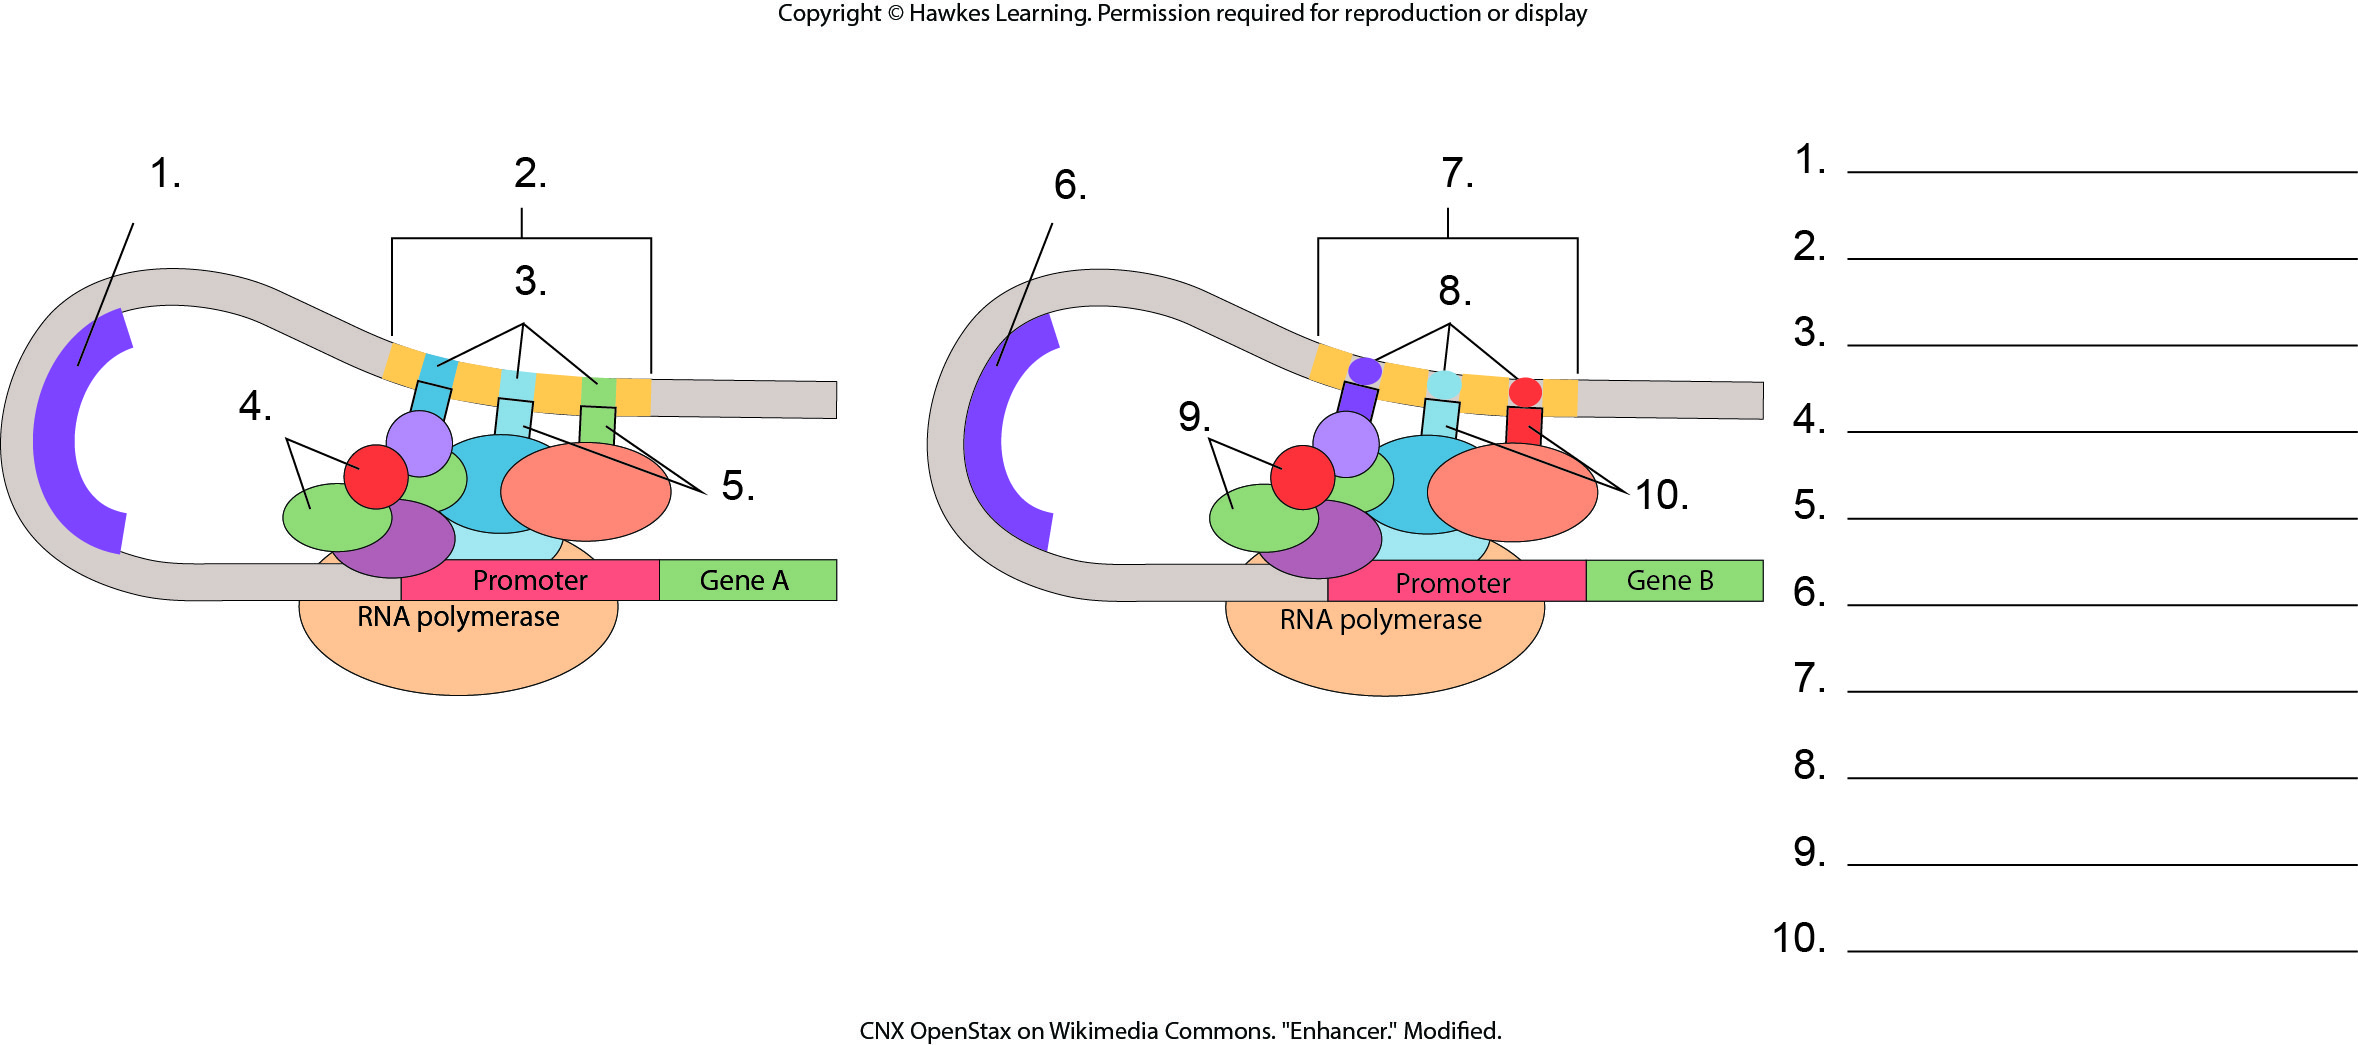 Copyright © Hawkes Learning. Permission required for reproduction or display
1.
2.
3.
4.
5.
Promoter
Gene A
RNA polymerase
6.
7.
8.
9.
10.
Promoter
Gene B
RNA polymerase
1.
2.
3.
4.
5.
6.
7.
8.
9.
10.
CNX OpenStax on Wikimedia Commons. "Enhancer." Modified.